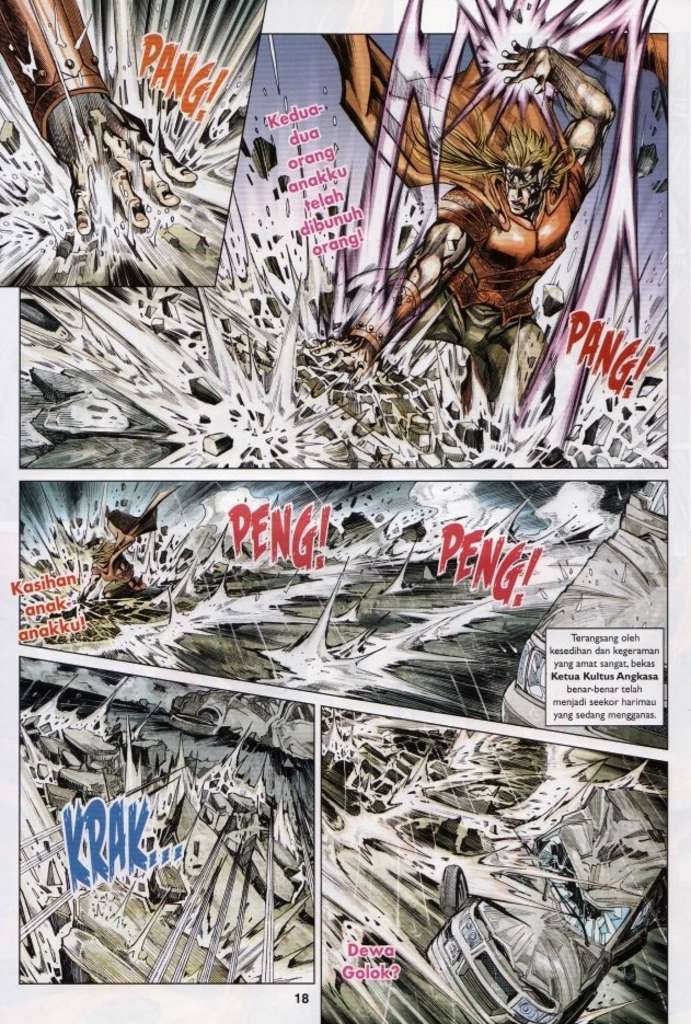 PANG!
Kedua-
dua
orang
anakku
telah
dibunuh
orang!
PANG!
PENG!
PENG!
Kasihan
anak-
anakku!
Terangsang oleh
kesedihan dan kegeraman
yang amat sangat, bekas
Ketua Kultus Angkasa
benar-benar telah
menjadi seekor harimau
yang sedang mengganas.
KRAK...
Dewa
Golok?
18